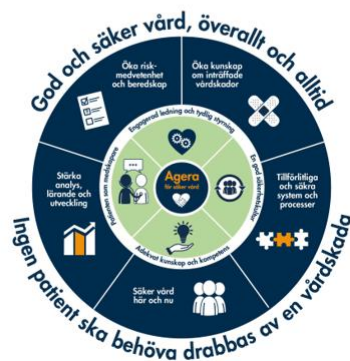 God och säker vård, överallt och alltid
Öka risk-
medvetenhet
och beredskap
Öka kunskap
om inträffade
vårdskador
Engagerad ledning och tydlig styrning
Patienten som medskapare
Agera
för säker vård
En god säkerhetskultur
Stärka
analys,
lärande och
utveckling
Tillförlitliga
och säkra
system och
processer
Adekvat kunskap och kompetens
Säker vård
här och nu
Ingen patient ska behöva drabbas av en vårdskada